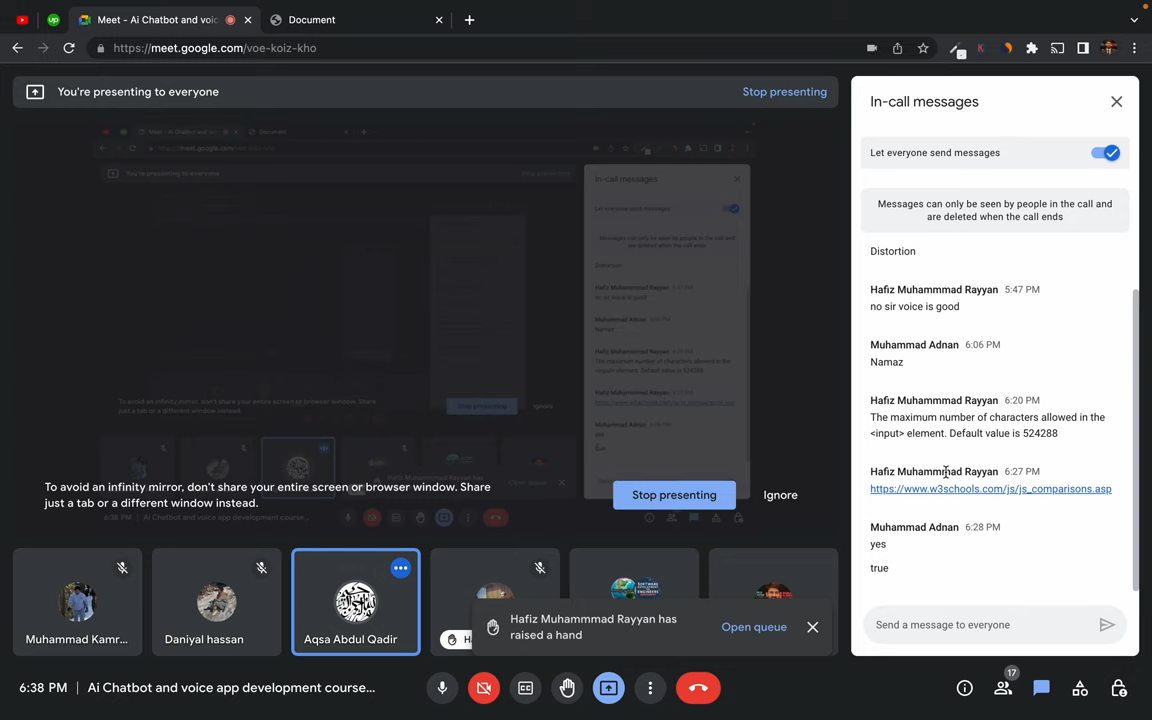 Meet - Ai Chatbot and voic
Document
https://meet.google.com/voe-koiz-kho
You're presenting to everyone
Stop presenting
In-call messages
Let everyone send messages
Messages can only be seen by people in the call and
are deleted when the call ends
Distortion
Hafiz Muhammmad Rayyan 5:47 PM
no sir voice is good
Muhammad Adnan 6:06 PM
Namaz
Hafiz Muhammmad Rayyan 6:20 PM
The maximum number of characters allowed in the
<input> element. Default value is 524288
Hafiz Muhammmad Rayyan 6:27 PM
https://www.w3schools.com/js/js_comparisons.asp
Muhammad Adnan 6:28 PM
yes
true
Send a message to everyone
To avoid an infinity mirror, don't share your entire screen or browser window. Share
just a tab or a different window instead.
Stop presenting
Ignore
Muhammad Kamr...
Daniyal hassan
Aqsa Abdul Qadir
Hafiz Muhammmad Rayyan has
raised a hand
Open queue
6:38 PM | Ai Chatbot and voice app development course...
17